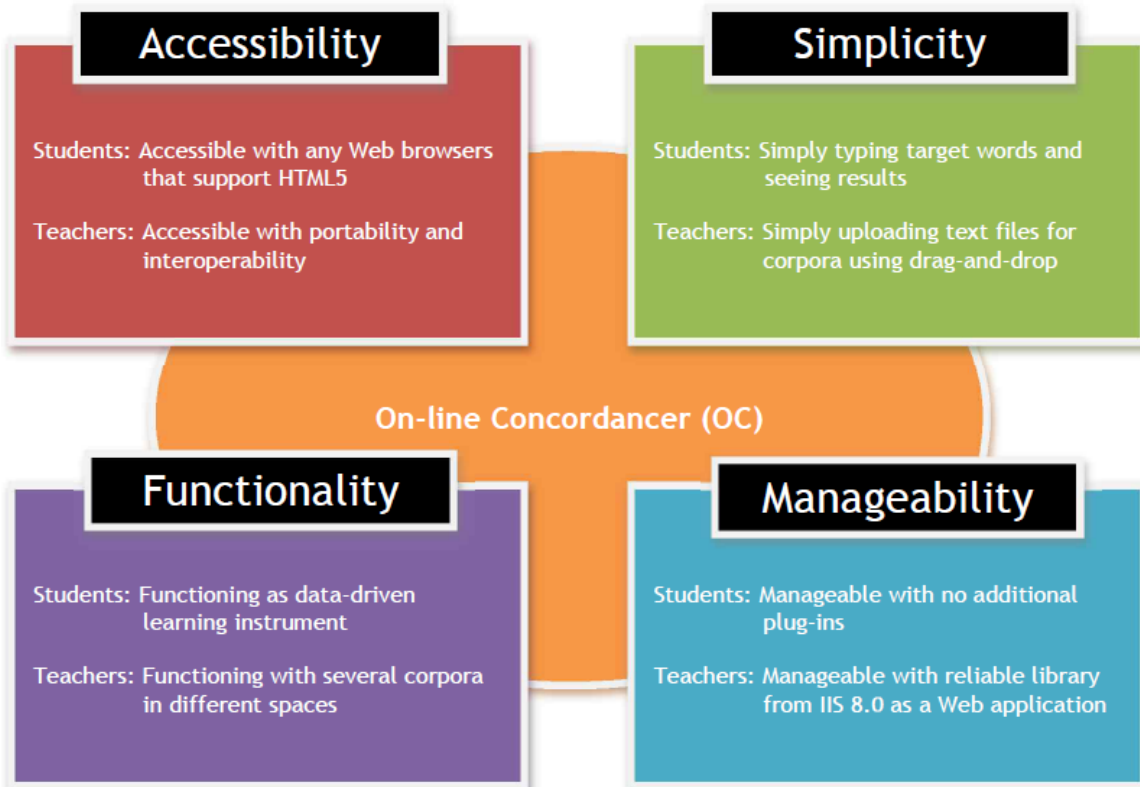 Accessibility
Students: Accessible with any Web browsers
that support HTML5
Teachers: Accessible with portability and
interoperability
Simplicity
Students: Simply typing target words and
seeing results
Teachers: Simply uploading text files for
corpora using drag-and-drop
On-line Concordancer (OC)
Functionality
Students: Functioning as data-driven
learning instrument
Teachers: Functioning with several corpora
in different spaces
Manageability
Students: Manageable with no additional
plug-ins
Teachers: Manageable with reliable library
from IIS 8.0 as a Web application